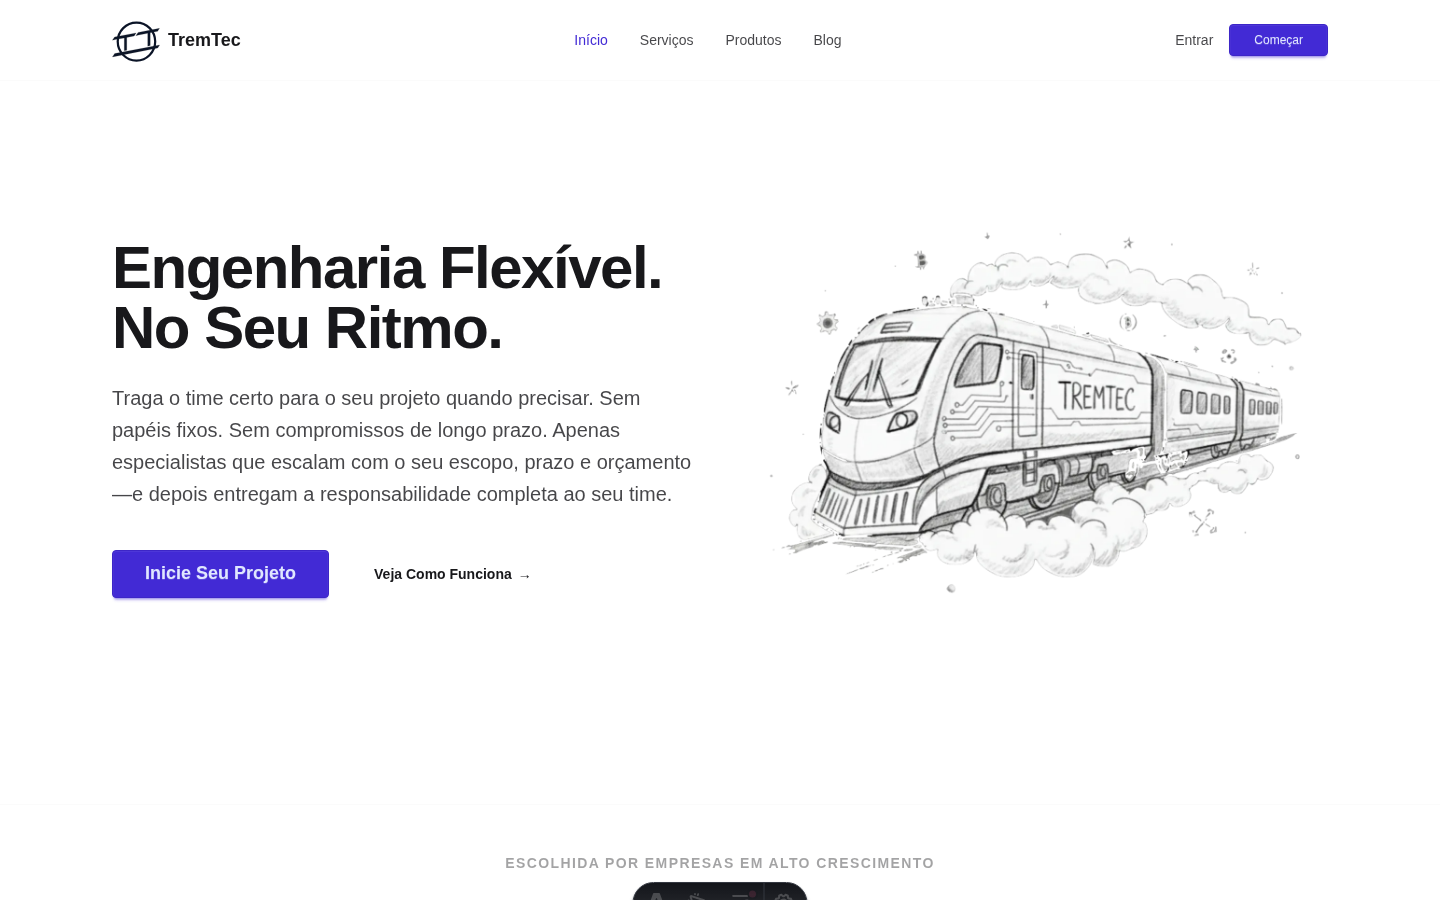 TremTec
Início
Serviços
Produtos
Blog
Entrar
Começar
Engenharia Flexível.
No Seu Ritmo.
Traga o time certo para o seu projeto quando precisar. Sem
papéis fixos. Sem compromissos de longo prazo. Apenas
especialistas que escalam com o seu escopo, prazo e orçamento
—e depois entregam a responsabilidade completa ao seu time.
Inicie Seu Projeto
Veja Como Funciona →
TREMTEC
ESCOLHIDA POR EMPRESAS EM ALTO CRESCIMENTO